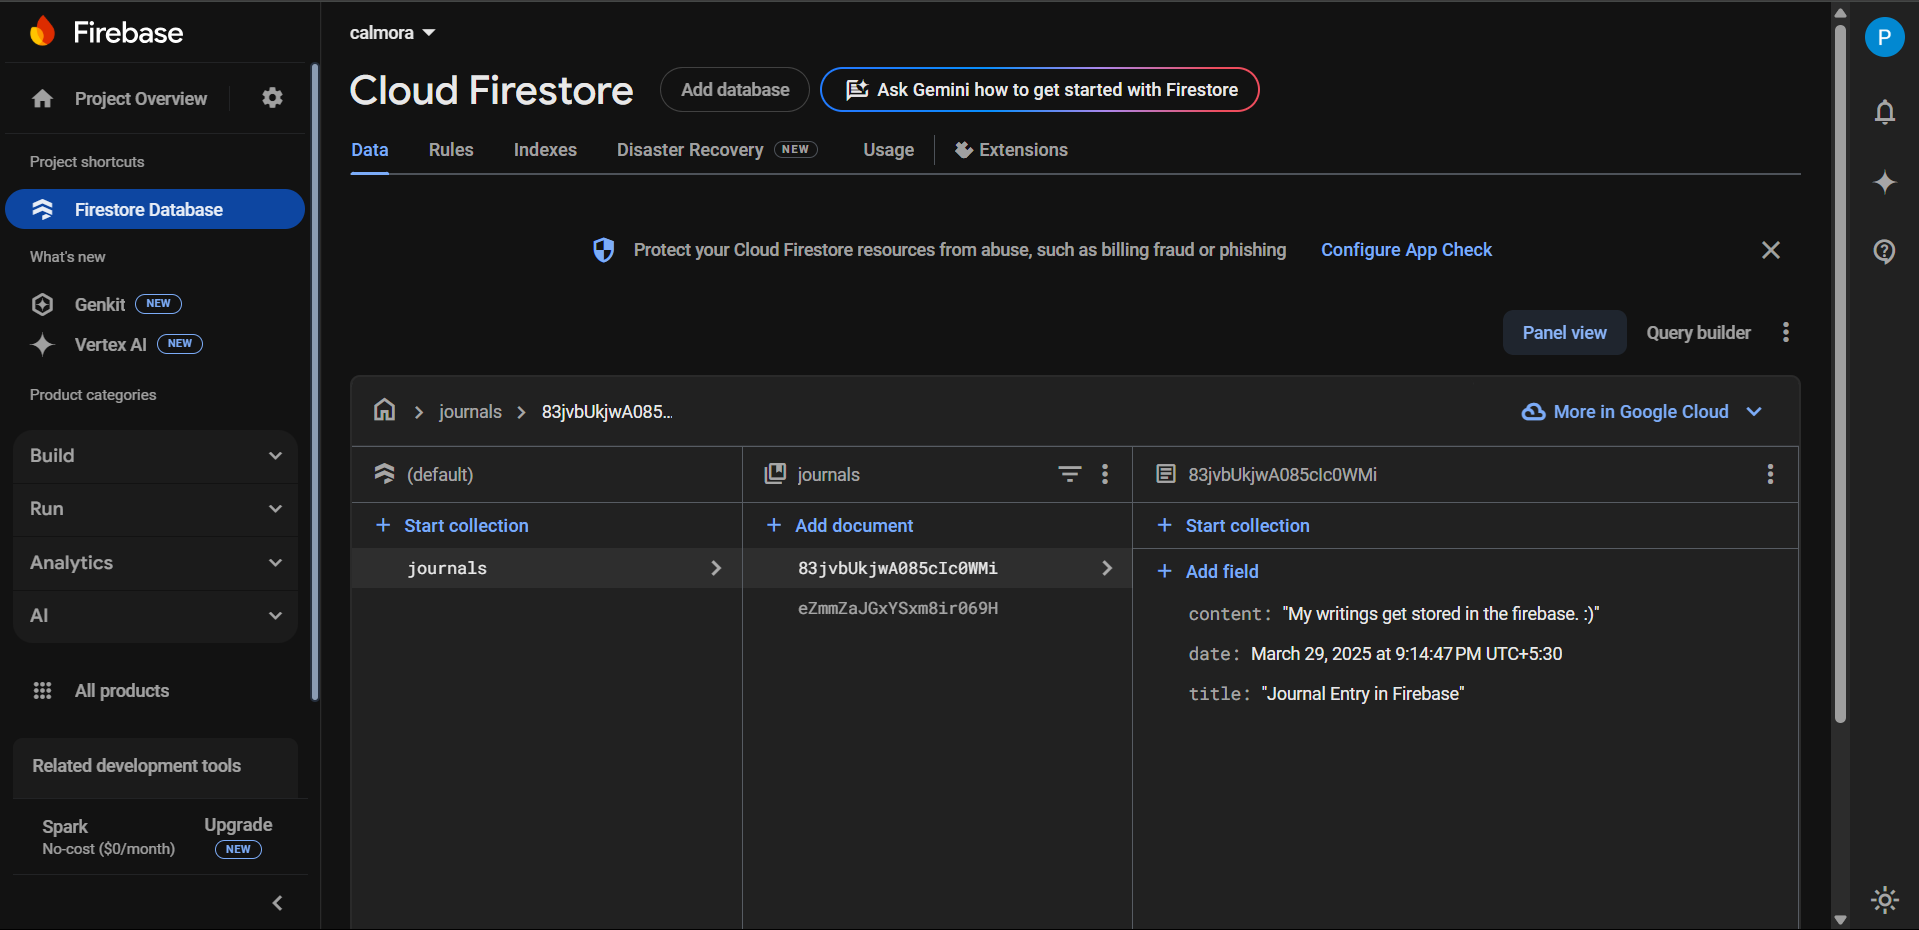 Firebase
Project Overview
Project shortcuts
Firestore Database
What's new
Genkit NEW
Vertex AI NEW
Product categories
Build
Run
Analytics
AI
All products
Related development tools
Spark
No-cost ($0/month)
Upgrade
NEW
calmora
Cloud Firestore
Add database
Ask Gemini how to get started with Firestore
Data Rules Indexes Disaster Recovery NEW Usage Extensions
Protect your Cloud Firestore resources from abuse, such as billing fraud or phishing Configure App Check
Panel view Query builder
journals 83jvbUkjwA085...
More in Google Cloud
(default)
Start collection
journals
journals
Add document
83jvbUkjwA085cIc0WMi
eZmmZaJGxYSxm8ir069H
83jvbUkjwA085cIc0WMi
Start collection
Add field
content: "My writings get stored in the firebase. :)"
date: March 29, 2025 at 9:14:47 PM UTC+5:30
title: "Journal Entry in Firebase"
P